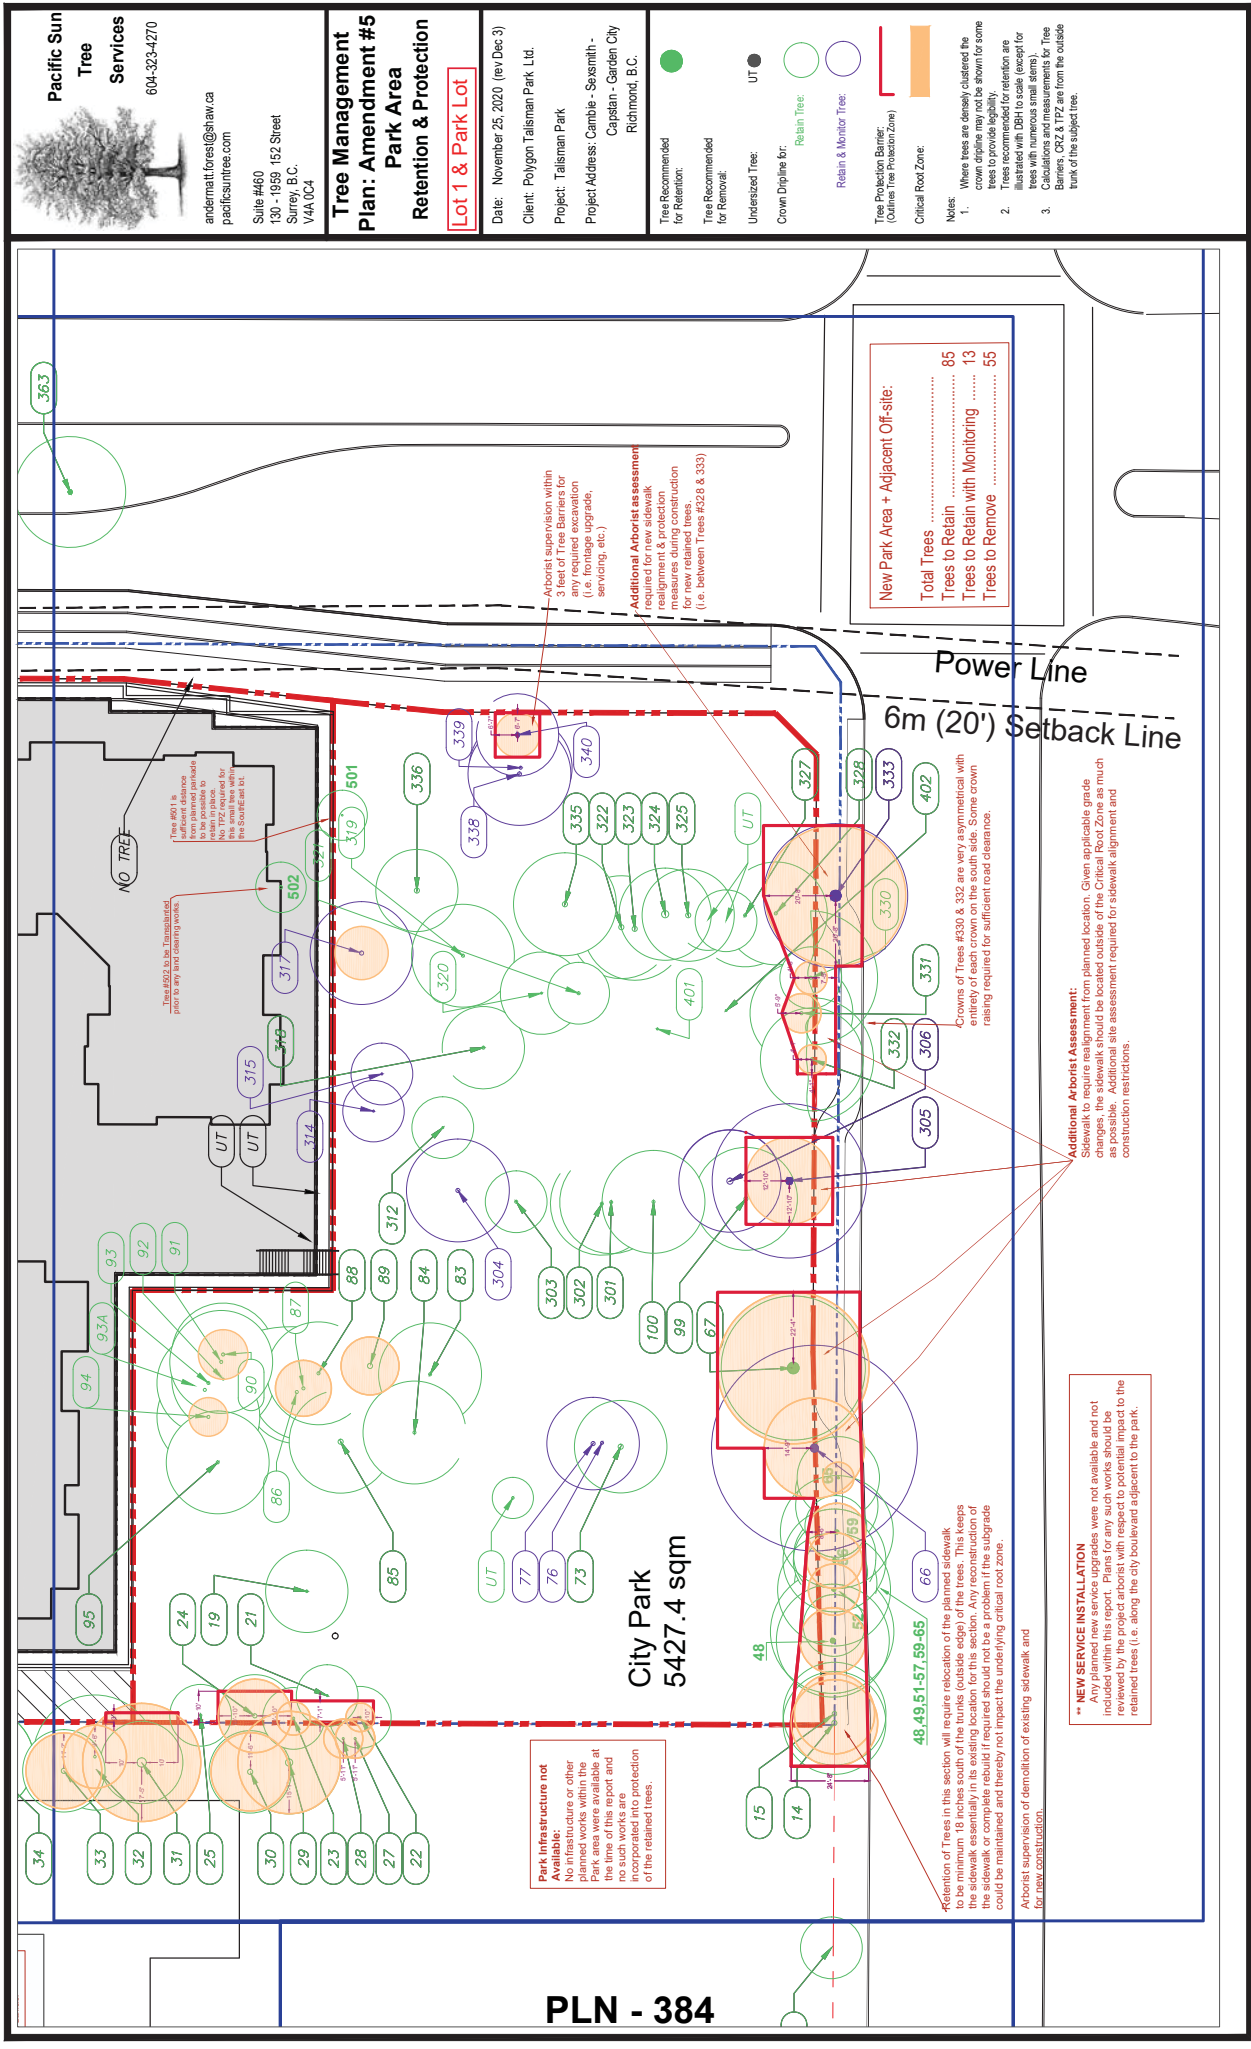 Pacific Sun
Tree
Services
604-323-4270
andermatt.forest@shaw.ca
pacificsuntree.com
Suite #460
130 - 1959 152 Street
Surrey, B.C.
V4A 0C4
Tree Management
Plan: Amendment #5
Park Area
Retention & Protection
Lot 1 & Park Lot
Date: November 25, 2020 (rev Dec 3)
Client: Polygon Talisman Park Ltd.
Project: Talisman Park
Project Address: Cambie - Sexsmith -
Capstan - Garden City
Richmond, B.C.
Tree Recommended
for Retention:
Tree Recommended
for Removal:
Undersized Tree:
UT
Crown Dripline for:
Retain Tree:
Retain & Monitor Tree:
Tree Protection Barrier:
(Outlines Tree Protection Zone)
Critical Root Zone:
Notes:
1. Where trees are densely clustered the
crown dripline may not be shown for some
trees to provide legibility.
2. Trees recommended for retention are
illustrated with DBH to scale (except for
trees with numerous small stems).
3. Calculations and measurements for Tree
Barriers, CRZ & TPZ are from the outside
trunk of the subject tree.
363
Arborist supervision within
3 feet of Tree Barriers for
any required excavation
(i.e. frontage upgrade,
servicing, etc.)
Additional Arborist assessment
required for new sidewalk
realignment & protection
measures during construction
for new retained trees.
(i.e. between Trees #328 & 333)
New Park Area + Adjacent Off-site:
Total Trees
Trees to Retain 85
Trees to Retain with Monitoring 13
Trees to Remove 55
Power Line
6m (20') Setback Line
NO TREE
Tree #501 is
sufficient distance
from planned parkade
to be possible to
retain in place.
No TPZ required for
this small tree within
the SouthEast lot.
Tree #502 to be Transplanted
prior to any land clearing works.
501
502
319
336
339
338
340
335
322
323
324
325
UT
327
328
333
402
330
331
332
306
305
317
320
401
310
315
314
UT
UT
312
304
303
302
301
100
99
67
Crowns of Trees #330 & 332 are very asymmetrical with
entirety of each crown on the south side. Some crown
raising required for sufficient road clearance.
Additional Arborist Assessment:
Sidewalk to require realignment from planned location. Given applicable grade
changes, the sidewalk should be located outside of the Critical Root Zone as much
as possible. Additional site assessment required for sidewalk alignment and
construction restrictions.
93
92
91
93A
94
90
87
88
89
84
83
86
85
95
24
19
21
UT
77
76
73
66
59
52
48
48,49,51-57,59-65
City Park
5427.4 sqm
34
33
32
31
25
30
29
23
28
27
22
15
14
Park Infrastructure not
Available:
No infrastructure or other
planned works within the
Park area were available at
the time of this report and
no such works are
incorporated into protection
of the retained trees.
Retention of Trees in this section will require relocation of the planned sidewalk
to be minimum 18 inches south of the trunks (outside edge) of the trees. This keeps
the sidewalk essentially in its existing location for this section. Any reconstruction of
the sidewalk or complete rebuild if required should not be a problem if the subgrade
could be maintained and thereby not impact the underlying critical root zone.
Arborist supervision of demolition of existing sidewalk and
for new construction.
** NEW SERVICE INSTALLATION
Any planned new service upgrades were not available and not
included within this report. Plans for any such works should be
reviewed by the project arborist with respect to potential impact to the
retained trees (i.e. along the city boulevard adjacent to the park.
PLN - 384